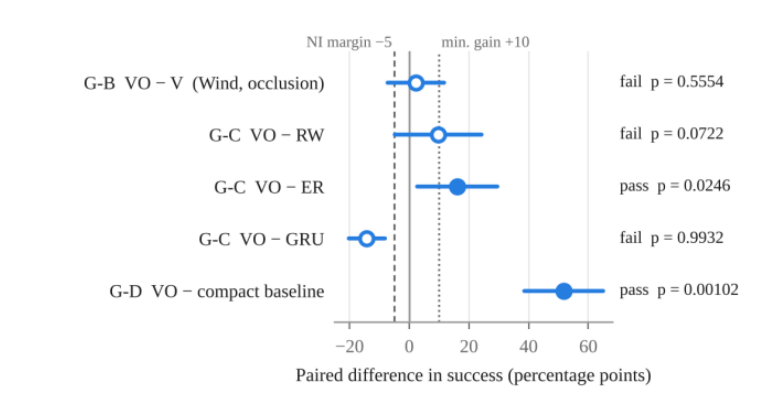 NI margin −5 min. gain +10
G-B VO − V (Wind, occlusion) fail p = 0.5554
G-C VO − RW fail p = 0.0722
G-C VO − ER pass p = 0.0246
G-C VO − GRU fail p = 0.9932
G-D VO − compact baseline pass p = 0.00102
−20 0 20 40 60
Paired difference in success (percentage points)